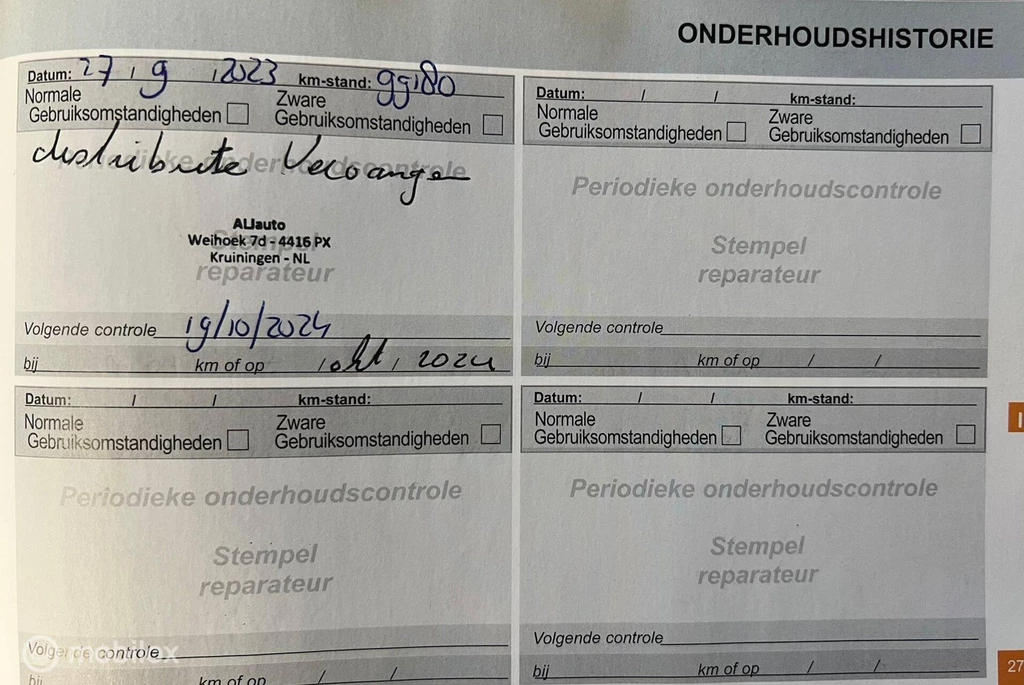 ONDERHOUDSHISTORIE
Datum: 27 / 9 / 2023 km-stand: 99180
Normale Gebruiksomstandigheden Zware Gebruiksomstandigheden
distributie Vervangen
Periodieke onderhoudscontrole
ALJauto
Weihoek 7d - 4416 PX
Kruiningen - NL
Stempel
reparateur
Volgende controle 19/10/2024
bij km of op / okt / 2024
Datum: / / km-stand:
Normale Gebruiksomstandigheden Zware Gebruiksomstandigheden
Periodieke onderhoudscontrole
Stempel
reparateur
Volgende controle
bij km of op / /
Datum: / / km-stand:
Normale Gebruiksomstandigheden Zware Gebruiksomstandigheden
Periodieke onderhoudscontrole
Stempel
reparateur
Volgende controle
bij km of op / /
Datum: / / km-stand:
Normale Gebruiksomstandigheden Zware Gebruiksomstandigheden
Periodieke onderhoudscontrole
Stempel
reparateur
Volgende controle
bij km of op / /
27